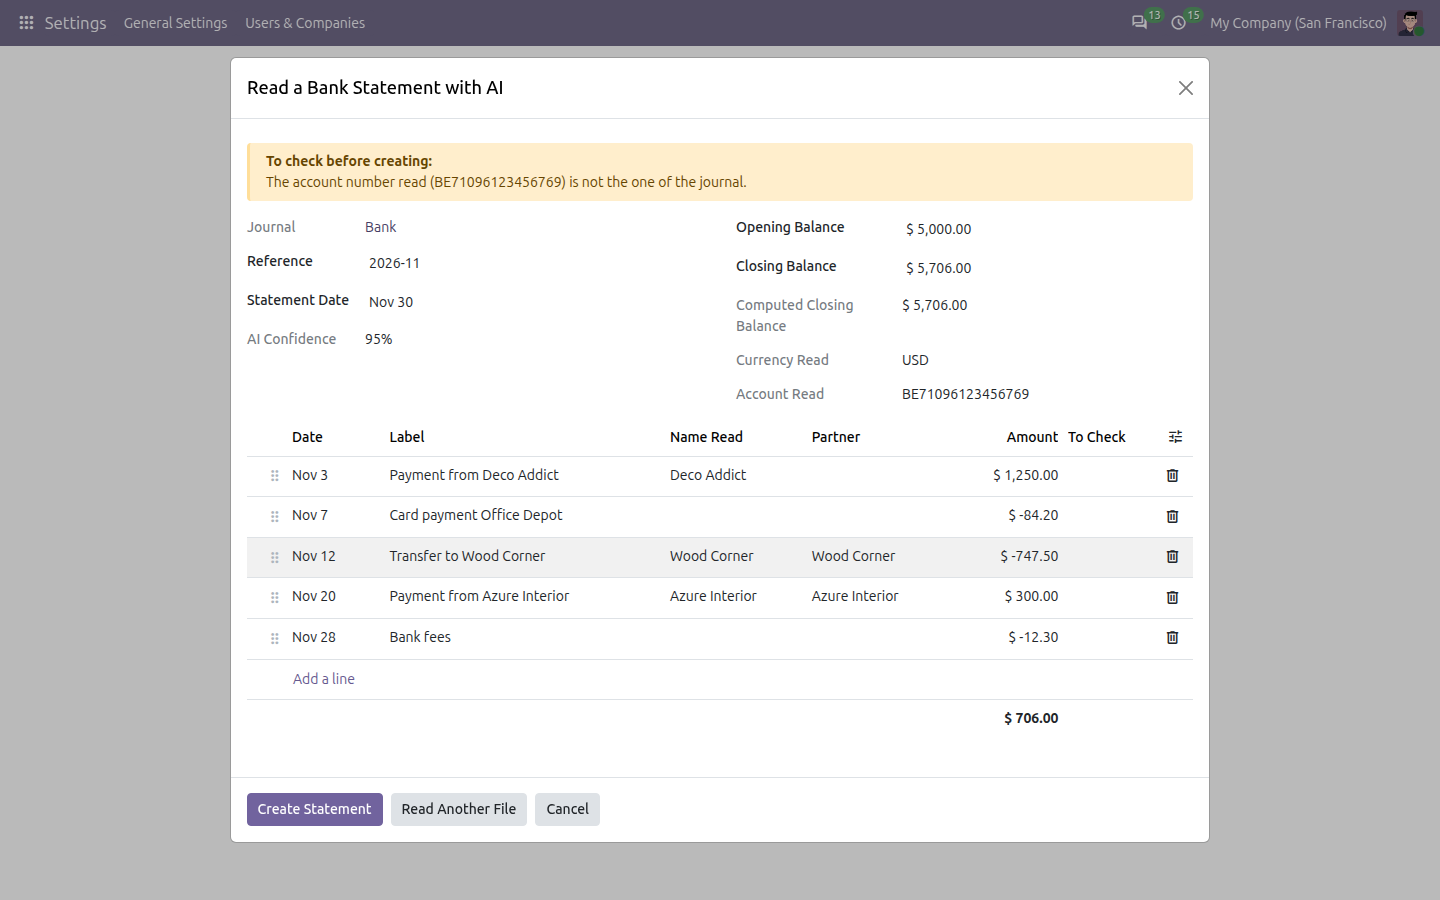 Settings General Settings Users & Companies 13 15 My Company (San Francisco)
Read a Bank Statement with AI
To check before creating:
The account number read (BE71096123456769) is not the one of the journal.
Journal Bank
Reference 2026-11
Statement Date Nov 30
AI Confidence 95%
Opening Balance $ 5,000.00
Closing Balance $ 5,706.00
Computed Closing $ 5,706.00
Balance
Currency Read USD
Account Read BE71096123456769
Date Label Name Read Partner Amount To Check
Nov 3 Payment from Deco Addict Deco Addict $ 1,250.00
Nov 7 Card payment Office Depot $ -84.20
Nov 12 Transfer to Wood Corner Wood Corner Wood Corner $ -747.50
Nov 20 Payment from Azure Interior Azure Interior Azure Interior $ 300.00
Nov 28 Bank fees $ -12.30
Add a line
$ 706.00
Create Statement Read Another File Cancel